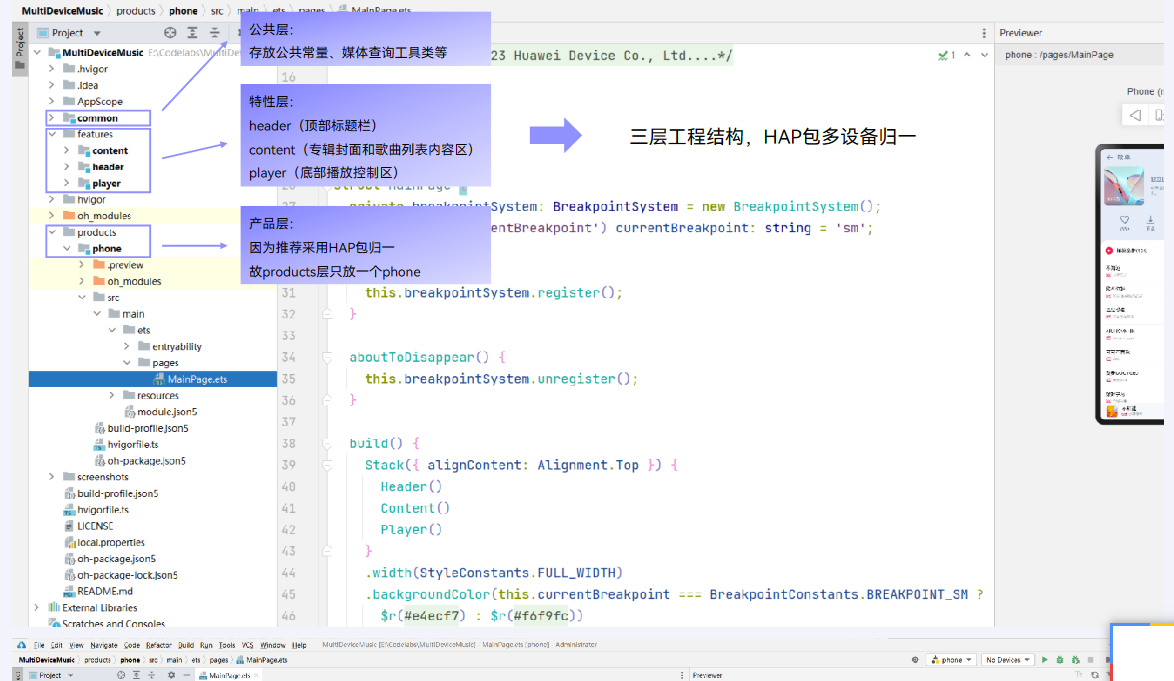 MultiDeviceMusic products phone src main ets pages MainPage.ets
Project
Project
MultiDeviceMusic E:\Codelabs\MultiDe
.hvigor
.idea
AppScope
common
features
content
header
player
hvigor
oh_modules
products
phone
.preview
oh_modules
src
main
ets
entryability
pages
MainPage.ets
resources
module.json5
build-profile.json5
hvigorfile.ts
oh-package.json5
screenshots
build-profile.json5
hvigorfile.ts
LICENSE
local.properties
oh-package.json5
oh-package-lock.json5
README.md
External Libraries
Scratches and Consoles
公共层:
存放公共常量、媒体查询工具类等
特性层:
header（顶部标题栏）
content（专辑封面和歌曲列表内容区）
player（底部播放控制区）
产品层:
因为推荐采用HAP包归一
故products层只放一个phone
三层工程结构，HAP包多设备归一
23 Huawei Device Co., Ltd....*/
1
16
struct MainPage {
private breakpointSystem: BreakpointSystem = new BreakpointSystem();
entBreakpoint') currentBreakpoint: string = 'sm';
31 this.breakpointSystem.register();
32 }
33
34 aboutToDisappear() {
35 this.breakpointSystem.unregister();
36 }
37
38 build() {
39 Stack({ alignContent: Alignment.Top }) {
40 Header()
41 Content()
42 Player()
43 }
44 .width(StyleConstants.FULL_WIDTH)
45 .backgroundColor(this.currentBreakpoint === BreakpointConstants.BREAKPOINT_SM ?
46 $r(#e4ecf7) : $r(#f6f9fc))
Previewer
phone : /pages/MainPage
Phone (
歌单
File Edit View Navigate Code Refactor Build Run Tools VCS Window Help MultiDeviceMusic [E:\Codelabs\MultiDeviceMusic] - MainPage.ets [phone] - Administrator
MultiDeviceMusic products phone src main ets pages MainPage.ets phone No Devices
Project MainPage.ets Previewer